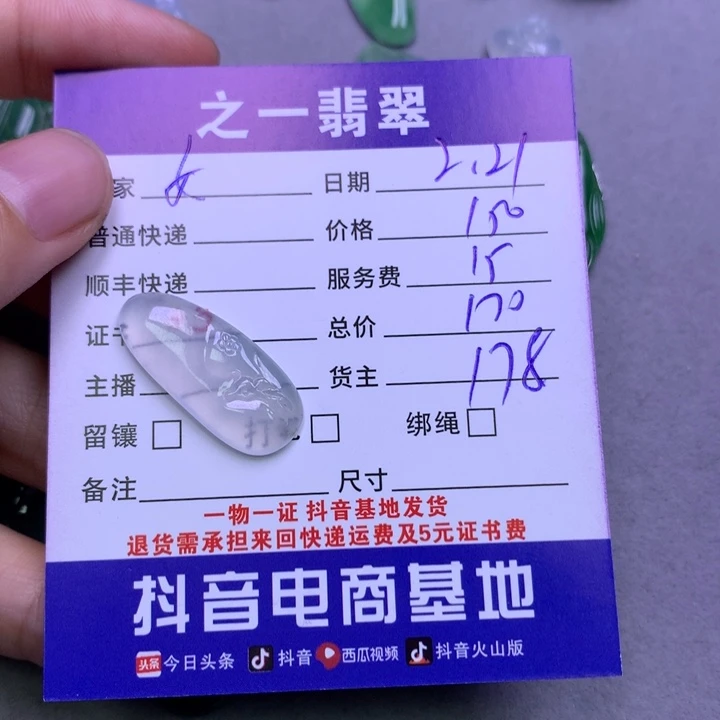 之一翡翠
家 女 日期 2.21
普通快递 价格 150
顺丰快递 服务费 15
证书 总价 170
主播 货主 178
留镶 打 绑绳
备注 尺寸
一物一证 抖音基地发货
退货需承担来回快递运费及5元证书费
抖音电商基地
头条 今日头条 抖音 西瓜视频 抖音火山版